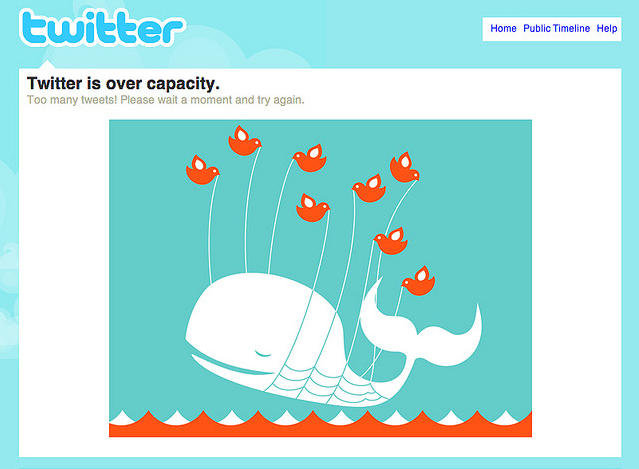 twitter
Home Public Timeline Help
Twitter is over capacity.
Too many tweets! Please wait a moment and try again.